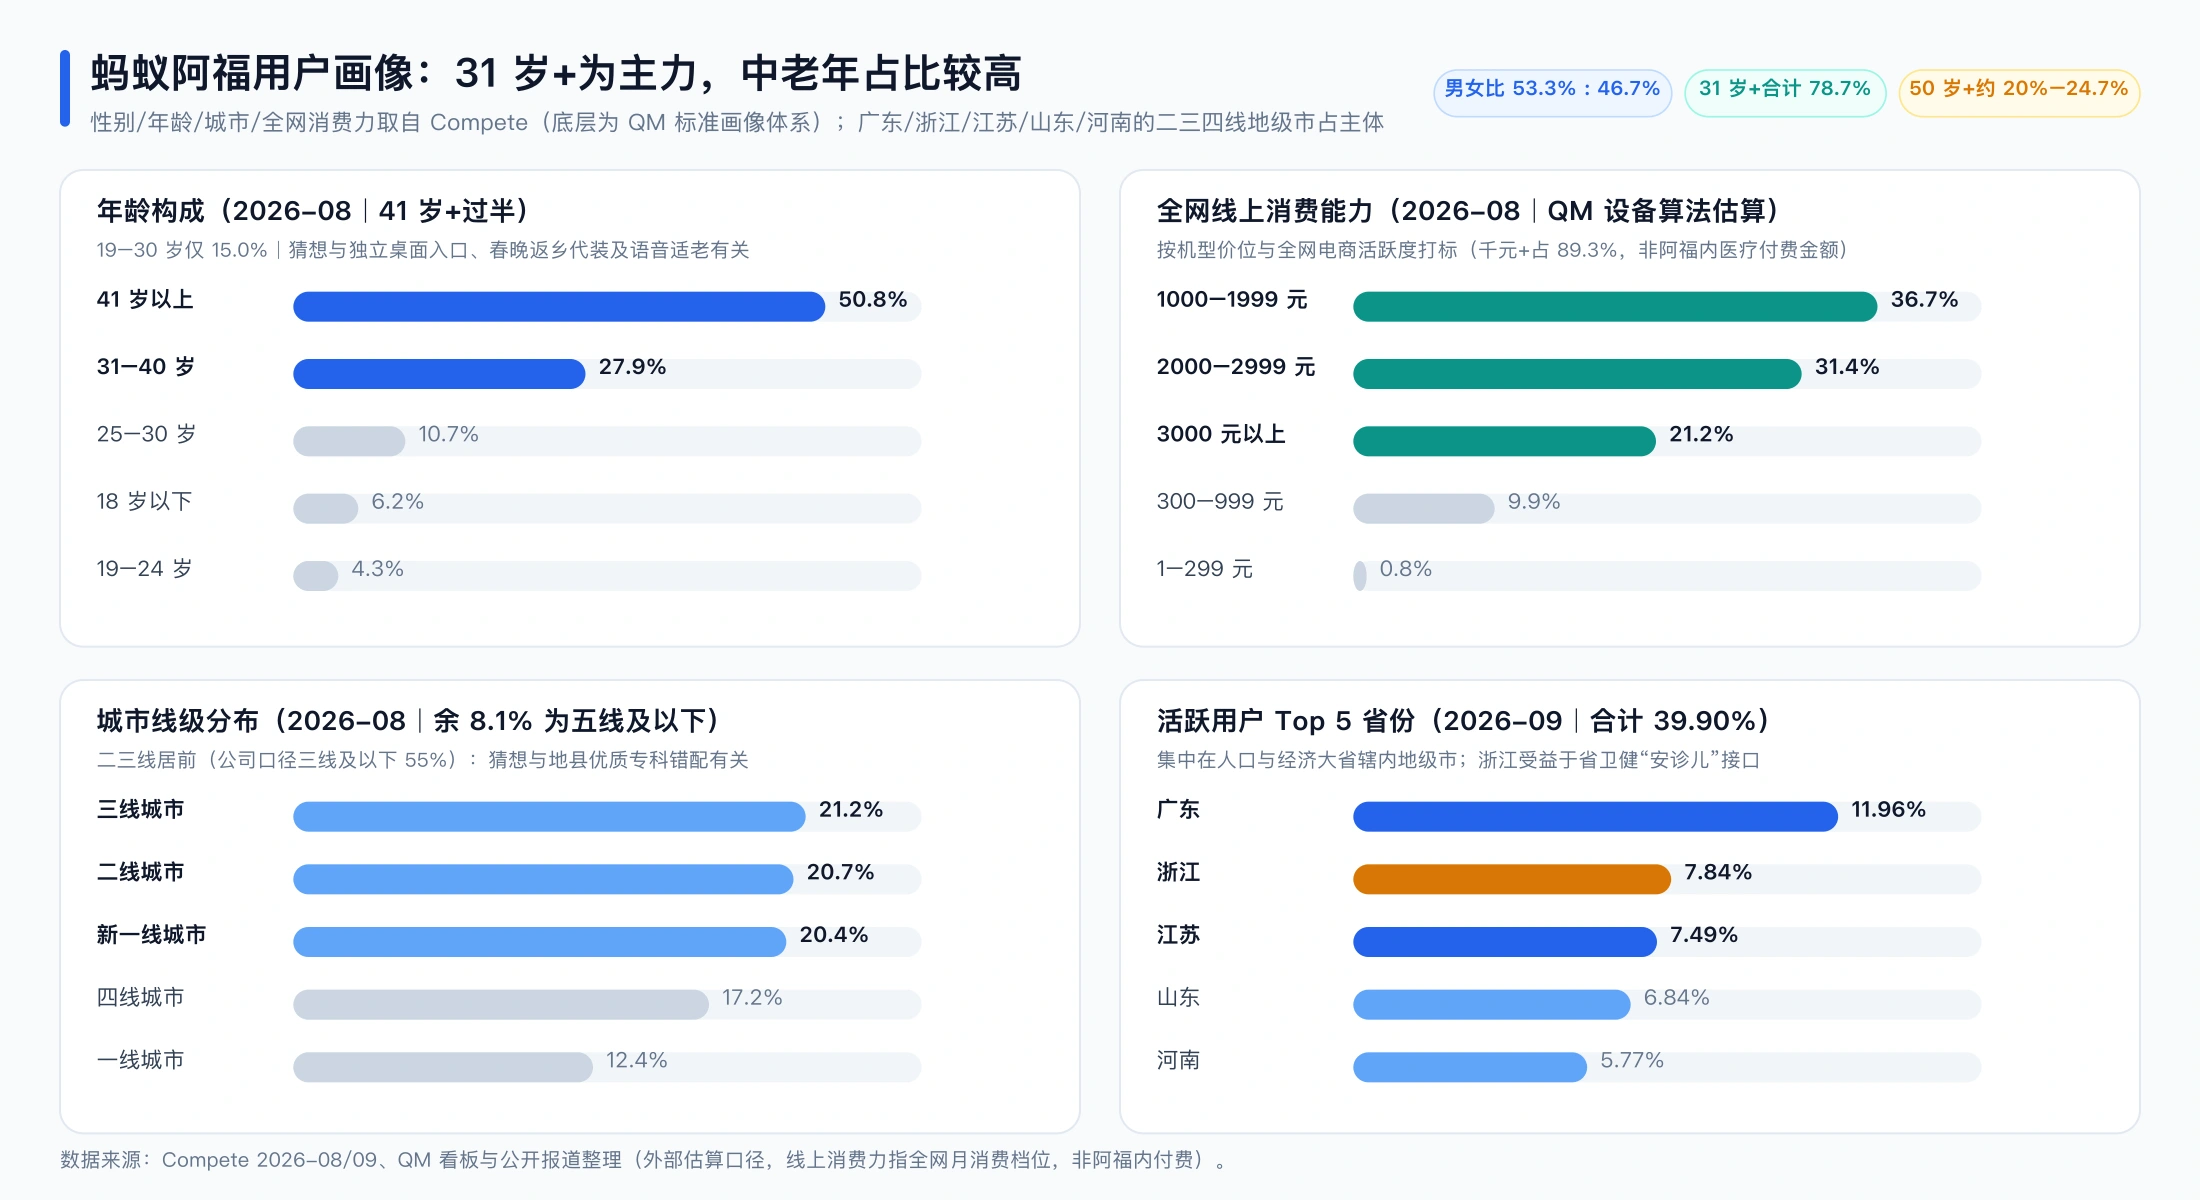 蚂蚁阿福用户画像：31 岁+为主力，中老年占比较高
性别/年龄/城市/全网消费力取自 Compete（底层为 QM 标准画像体系）；广东/浙江/江苏/山东/河南的二三四线地级市占主体
男女比 53.3% : 46.7%
31 岁+合计 78.7%
50 岁+约 20%–24.7%
年龄构成（2026-08｜41 岁+过半）
19–30 岁仅 15.0%｜猜想与独立桌面入口、春晚返乡代装及语音适老有关
41 岁以上 50.8%
31–40 岁 27.9%
25–30 岁 10.7%
18 岁以下 6.2%
19–24 岁 4.3%
全网线上消费能力（2026-08｜QM 设备算法估算）
按机型价位与全网电商活跃度打标（千元+占 89.3%，非阿福内医疗付费金额）
1000–1999 元 36.7%
2000–2999 元 31.4%
3000 元以上 21.2%
300–999 元 9.9%
1–299 元 0.8%
城市线级分布（2026-08｜余 8.1% 为五线及以下）
二三线居前（公司口径三线及以下 55%）：猜想与地县优质专科错配有关
三线城市 21.2%
二线城市 20.7%
新一线城市 20.4%
四线城市 17.2%
一线城市 12.4%
活跃用户 Top 5 省份（2026-09｜合计 39.90%）
集中在人口与经济大省辖内地级市；浙江受益于省卫健“安诊儿”接口
广东 11.96%
浙江 7.84%
江苏 7.49%
山东 6.84%
河南 5.77%
数据来源：Compete 2026-08/09、QM 看板与公开报道整理（外部估算口径，线上消费力指全网月消费档位，非阿福内付费）。